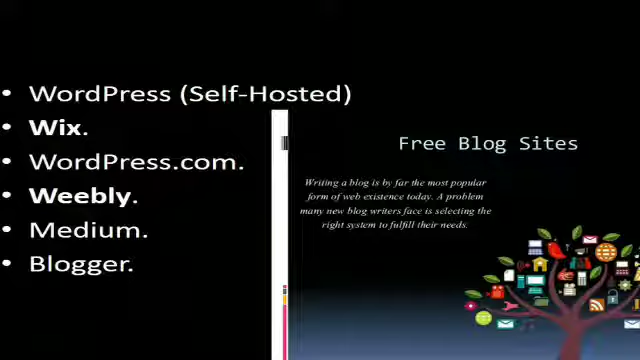 • WordPress (Self-Hosted)
• Wix.
• WordPress.com.
• Weebly.
• Medium.
• Blogger.
Free Blog Sites
Writing a blog is by far the most popular
form of web existence today. A problem
many new blog writers face is selecting the
right system to fulfill their needs.